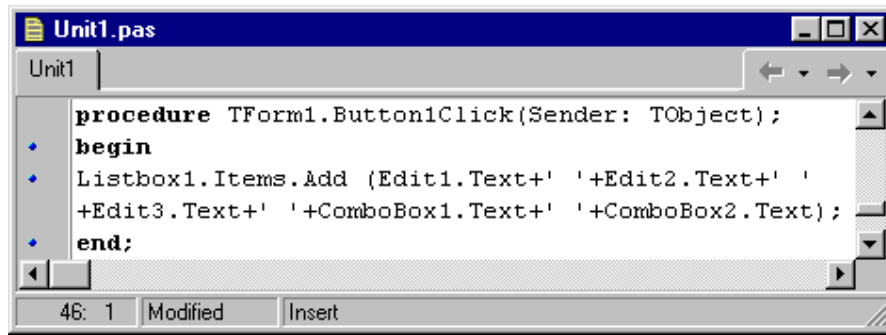 Unit1.pas
Unit1
procedure TForm1.Button1Click(Sender: TObject);
begin
Listbox1.Items.Add (Edit1.Text+' '+Edit2.Text+' '
+Edit3.Text+' '+ComboBox1.Text+' '+ComboBox2.Text);
end;
46: 1 Modified Insert